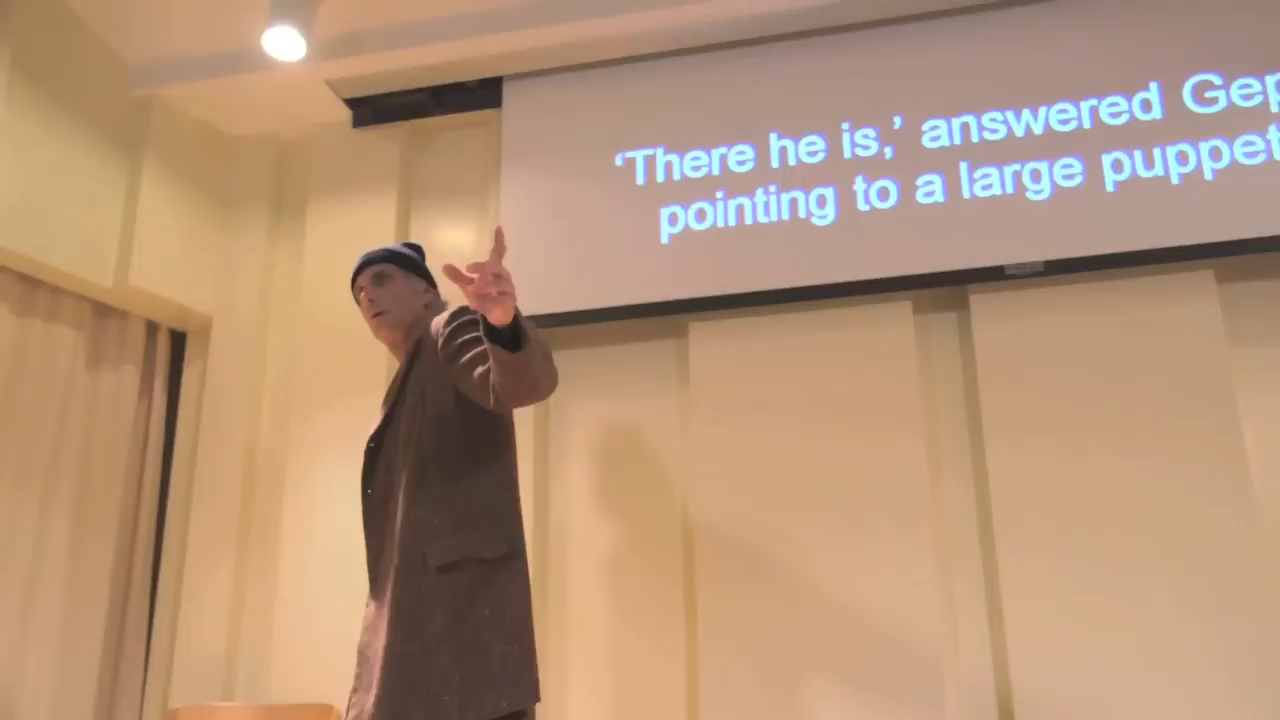 ‘There he is,’ answered Gep
pointing to a large puppet